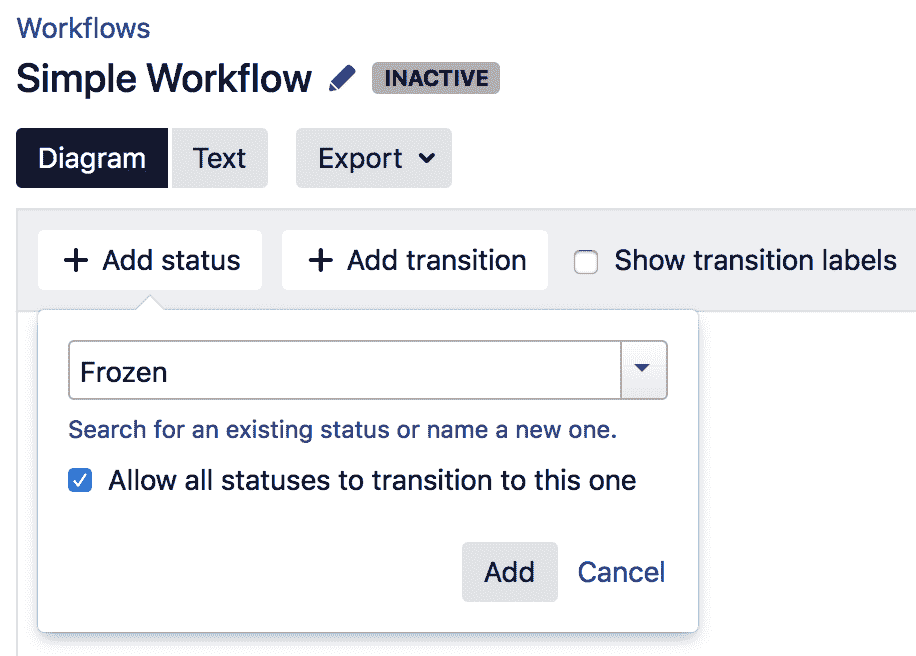 Workflows
Simple Workflow INACTIVE
Diagram Text Export
+ Add status + Add transition Show transition labels
Frozen
Search for an existing status or name a new one.
Allow all statuses to transition to this one
Add Cancel